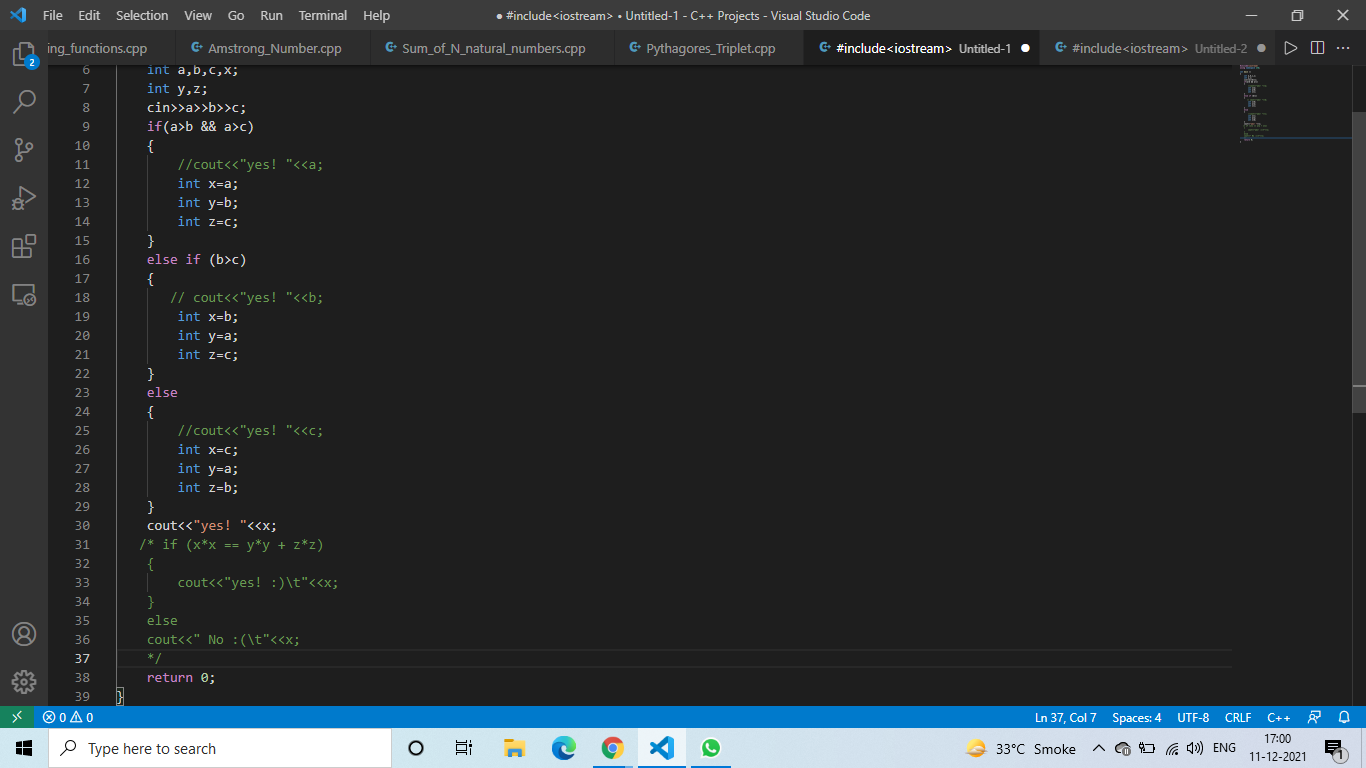 File Edit Selection View Go Run Terminal Help ● #include<iostream> • Untitled-1 - C++ Projects - Visual Studio Code
ing_functions.cpp Amstrong_Number.cpp Sum_of_N_natural_numbers.cpp Pythagores_Triplet.cpp #include<iostream> Untitled-1 ● #include<iostream> Untitled-2 ●
2
6 int a,b,c,x;
7 int y,z;
8 cin>>a>>b>>c;
9 if(a>b && a>c)
10 {
11 //cout<<"yes! "<<a;
12 int x=a;
13 int y=b;
14 int z=c;
15 }
16 else if (b>c)
17 {
18 // cout<<"yes! "<<b;
19 int x=b;
20 int y=a;
21 int z=c;
22 }
23 else
24 {
25 //cout<<"yes! "<<c;
26 int x=c;
27 int y=a;
28 int z=b;
29 }
30 cout<<"yes! "<<x;
31 /* if (x*x == y*y + z*z)
32 {
33 cout<<"yes! :)\t"<<x;
34 }
35 else
36 cout<<" No :(\t"<<x;
37 */
38 return 0;
39 }
0 0 Ln 37, Col 7 Spaces: 4 UTF-8 CRLF C++
Type here to search 33°C Smoke ENG 17:00
11-12-2021 1